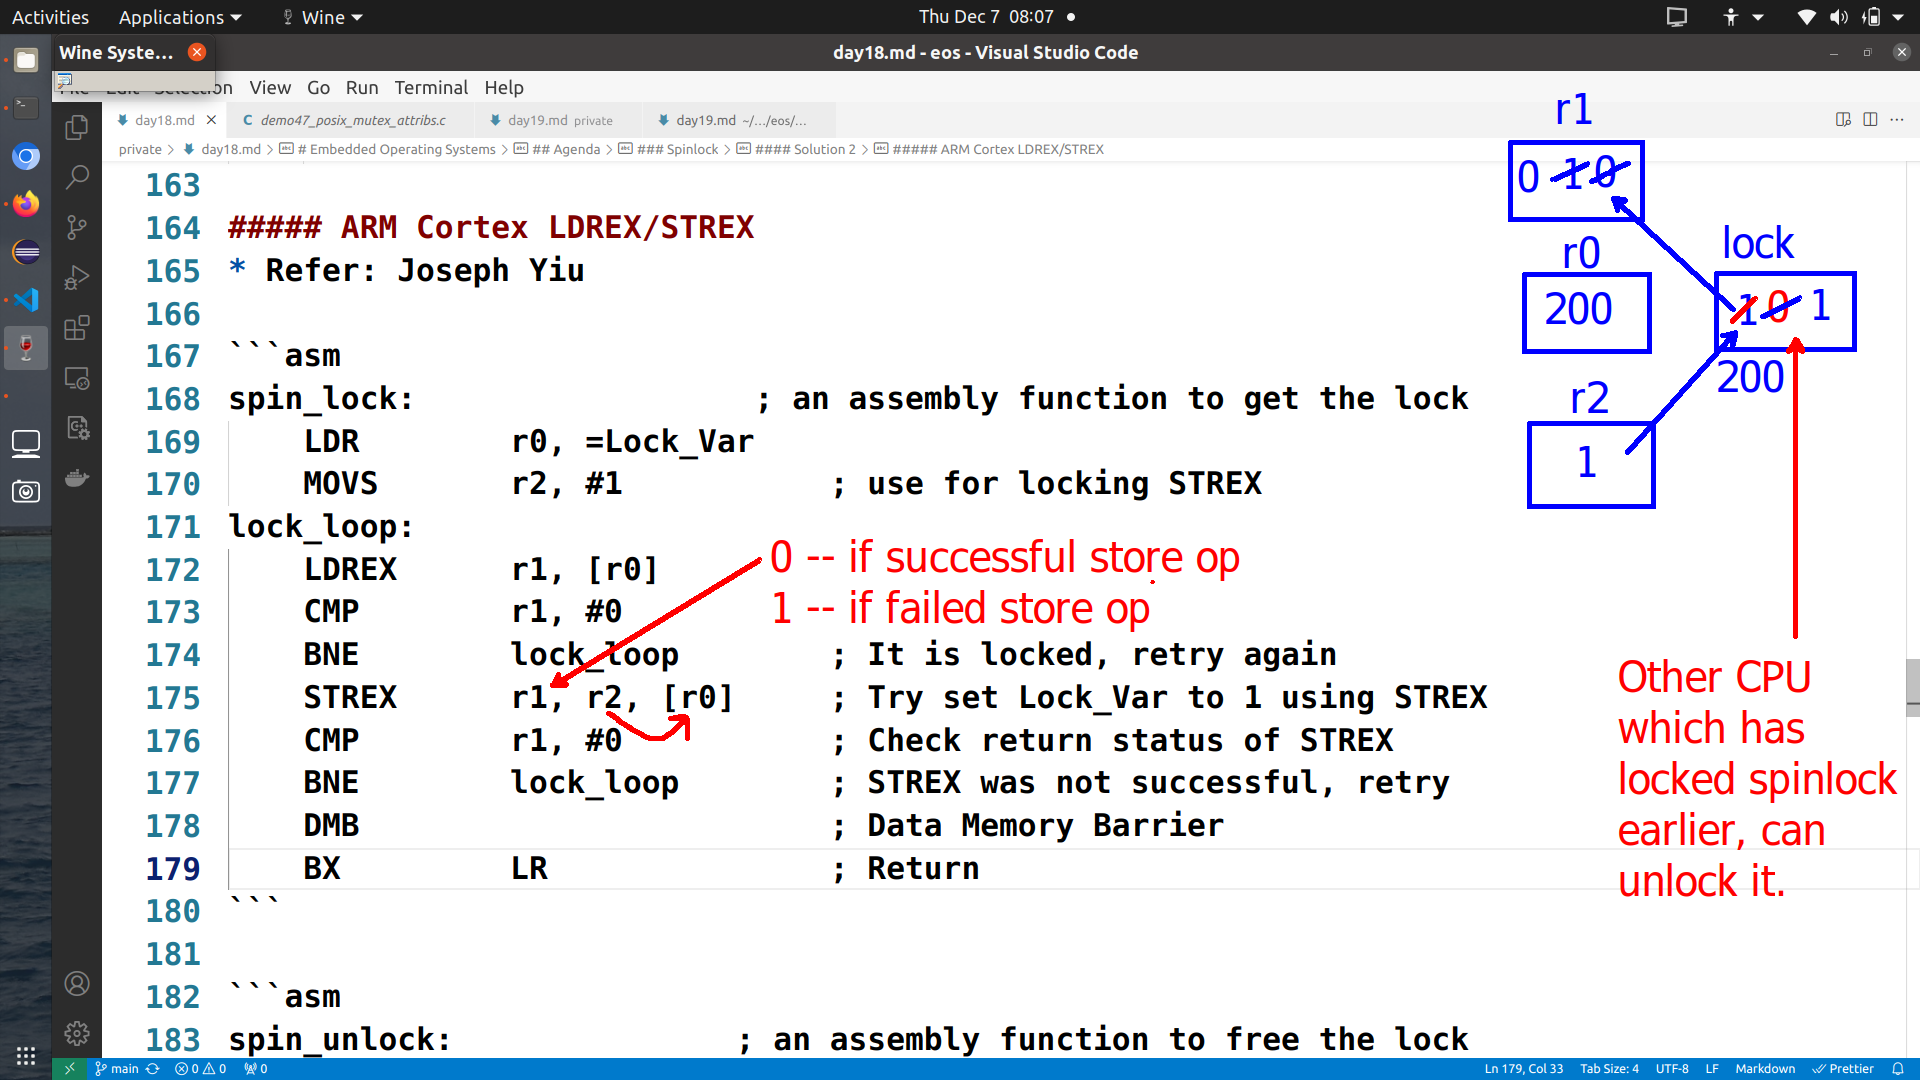 Activities Applications Wine Thu Dec 7 08:07
Wine Syste... day18.md - eos - Visual Studio Code
Selection View Go Run Terminal Help
day18.md C demo47_posix_mutex_attribs.c day19.md private day19.md ~/.../eos/...
private > day18.md > # Embedded Operating Systems > ## Agenda > ### Spinlock > #### Solution 2 > ##### ARM Cortex LDREX/STREX
163
164 ##### ARM Cortex LDREX/STREX
165 * Refer: Joseph Yiu
166
167 ```asm
168 spin_lock: ; an assembly function to get the lock
169 LDR r0, =Lock_Var
170 MOVS r2, #1 ; use for locking STREX
171 lock_loop:
172 LDREX r1, [r0]
173 CMP r1, #0
174 BNE lock_loop ; It is locked, retry again
175 STREX r1, r2, [r0] ; Try set Lock_Var to 1 using STREX
176 CMP r1, #0 ; Check return status of STREX
177 BNE lock_loop ; STREX was not successful, retry
178 DMB ; Data Memory Barrier
179 BX LR ; Return
180 ```
181
182 ```asm
183 spin_unlock: ; an assembly function to free the lock
0 -- if successful store op
1 -- if failed store op
r1
0 1 0
r0
200
lock
1 0 1
200
r2
1
Other CPU
which has
locked spinlock
earlier, can
unlock it.
main 0 0 0 Ln 179, Col 33 Tab Size: 4 UTF-8 LF Markdown Prettier